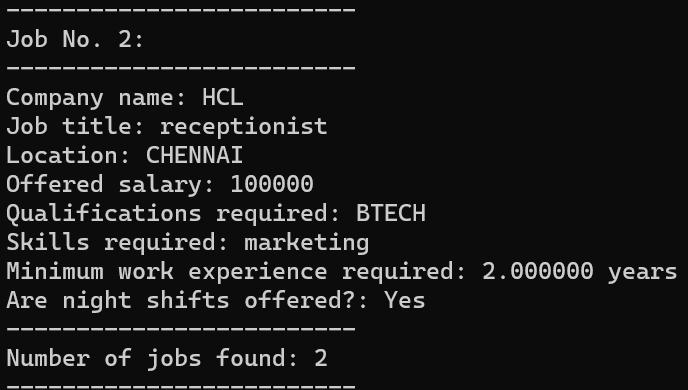 -------------------------
Job No. 2:
-------------------------
Company name: HCL
Job title: receptionist
Location: CHENNAI
Offered salary: 100000
Qualifications required: BTECH
Skills required: marketing
Minimum work experience required: 2.000000 years
Are night shifts offered?: Yes
-------------------------
Number of jobs found: 2
-------------------------